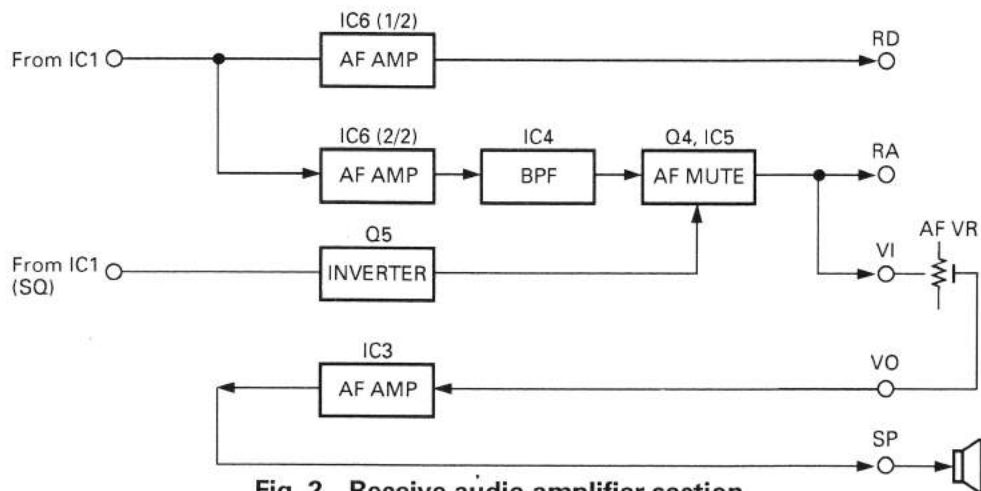 IC6 (1/2)
From IC1
AF AMP
RD
IC6 (2/2)
IC4
Q4, IC5
RA
AF AMP
BPF
AF MUTE
Q5
VI
AF VR
From IC1
(SQ)
INVERTER
IC3
VO
AF AMP
SP
Fig. 2 Receive audio amplifier section